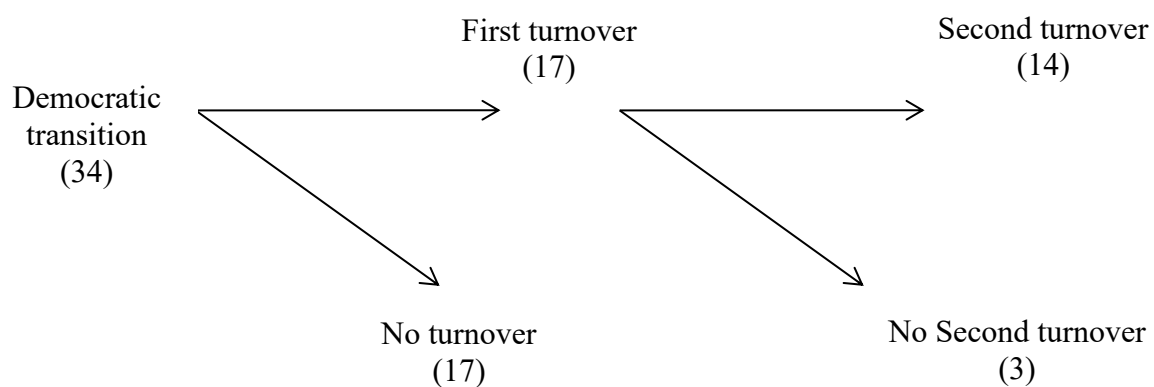 First turnover
(17)
Second turnover
(14)
Democratic
transition
(34)
No turnover
(17)
No Second turnover
(3)